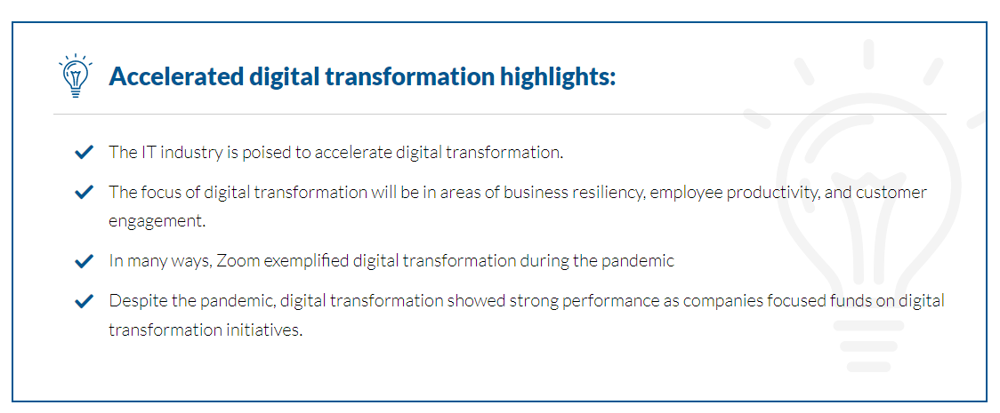 Accelerated digital transformation highlights:
The IT industry is poised to accelerate digital transformation.
The focus of digital transformation will be in areas of business resiliency, employee productivity, and customer
engagement.
In many ways, Zoom exemplified digital transformation during the pandemic
Despite the pandemic, digital transformation showed strong performance as companies focused funds on digital
transformation initiatives.